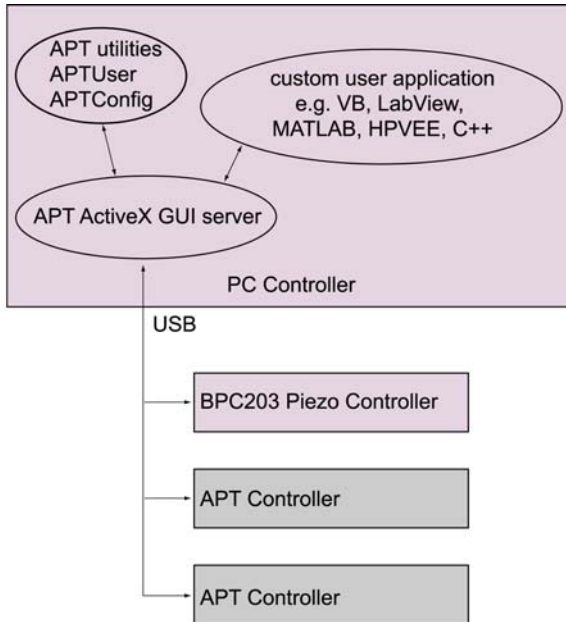 APT utilities
APTUser
APTConfig
custom user application
e.g. VB, LabView,
MATLAB, HPVEE, C++
APT ActiveX GUI server
PC Controller
USB
BPC203 Piezo Controller
APT Controller
APT Controller